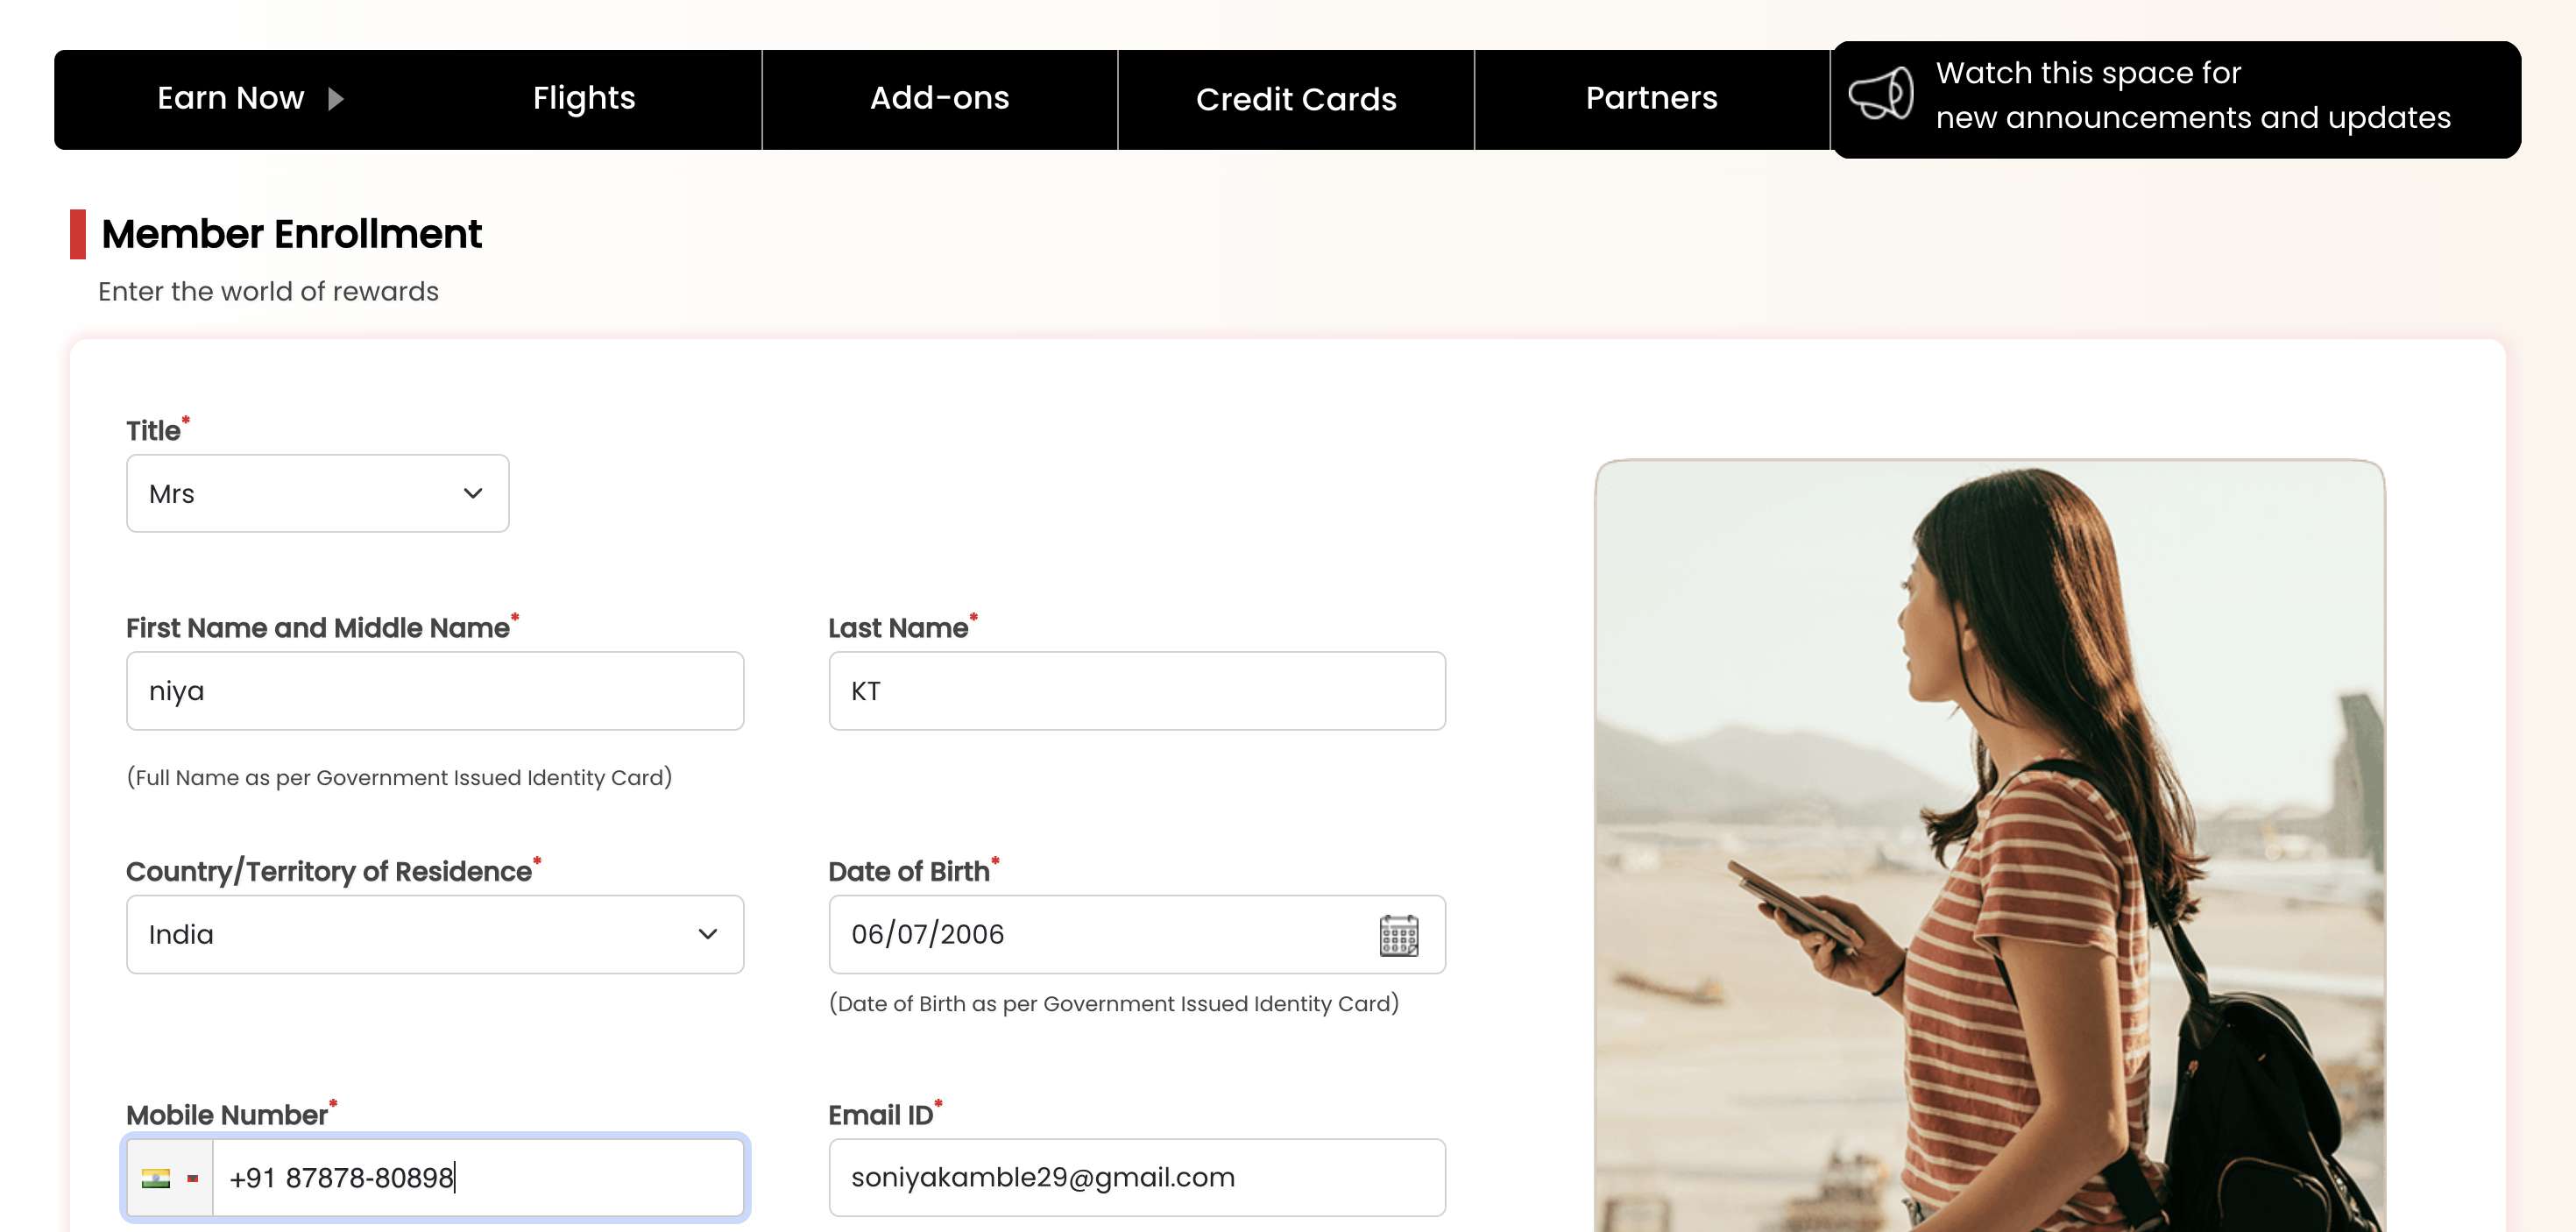 Earn Now
Flights
Add-ons
Credit Cards
Partners
Watch this space for
new announcements and updates
Member Enrollment
Enter the world of rewards
Title*
Mrs
First Name and Middle Name*
Last Name*
niya
KT
(Full Name as per Government Issued Identity Card)
Country/Territory of Residence*
Date of Birth*
India
06/07/2006
(Date of Birth as per Government Issued Identity Card)
Mobile Number*
Email ID*
+91 87878-80898
soniyakamble29@gmail.com